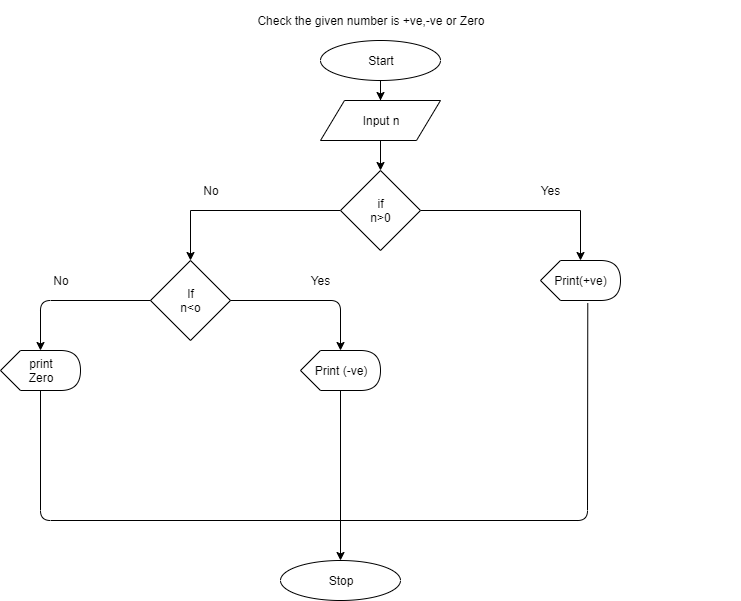 Check the given number is +ve,-ve or Zero
Start
Input n
No
Yes
if
n>0
No
Yes
If
n<o
Print(+ve)
print
Zero
Print (-ve)
Stop